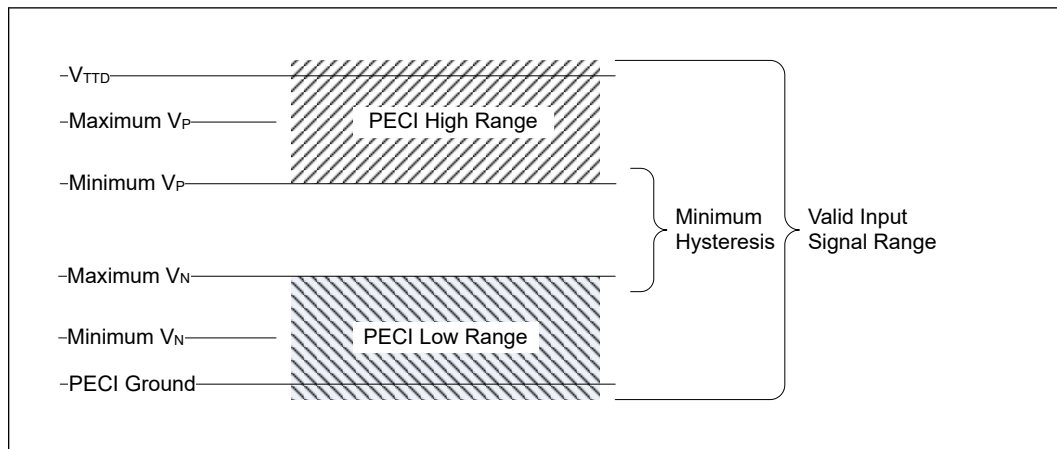 VTTD
Maximum VP
PECI High Range
Minimum VP
Minimum
Hysteresis
Valid Input
Signal Range
Maximum VN
Minimum VN
PECI Low Range
PECI Ground